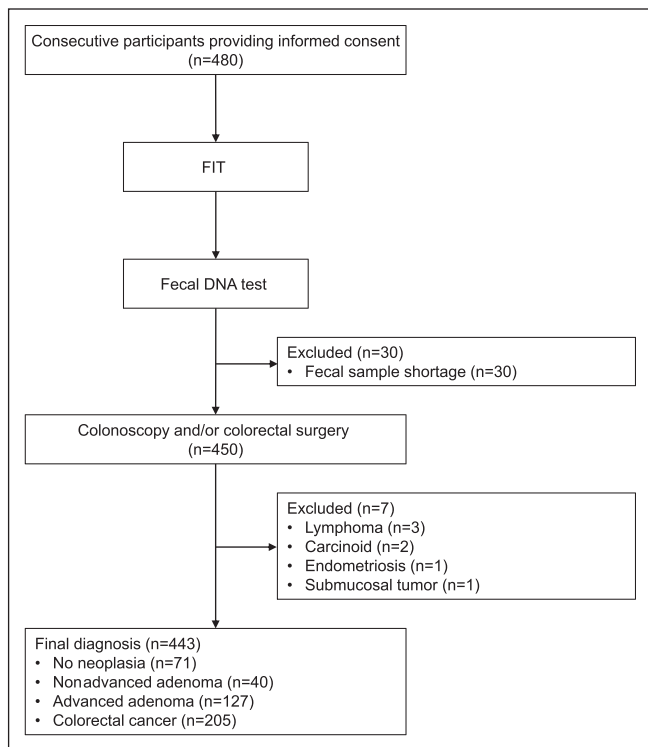 Consecutive participants providing informed consent
(n=480)
FIT
Fecal DNA test
Excluded (n=30)
• Fecal sample shortage (n=30)
Colonoscopy and/or colorectal surgery
(n=450)
Excluded (n=7)
• Lymphoma (n=3)
• Carcinoid (n=2)
• Endometriosis (n=1)
• Submucosal tumor (n=1)
Final diagnosis (n=443)
• No neoplasia (n=71)
• Nonadvanced adenoma (n=40)
• Advanced adenoma (n=127)
• Colorectal cancer (n=205)